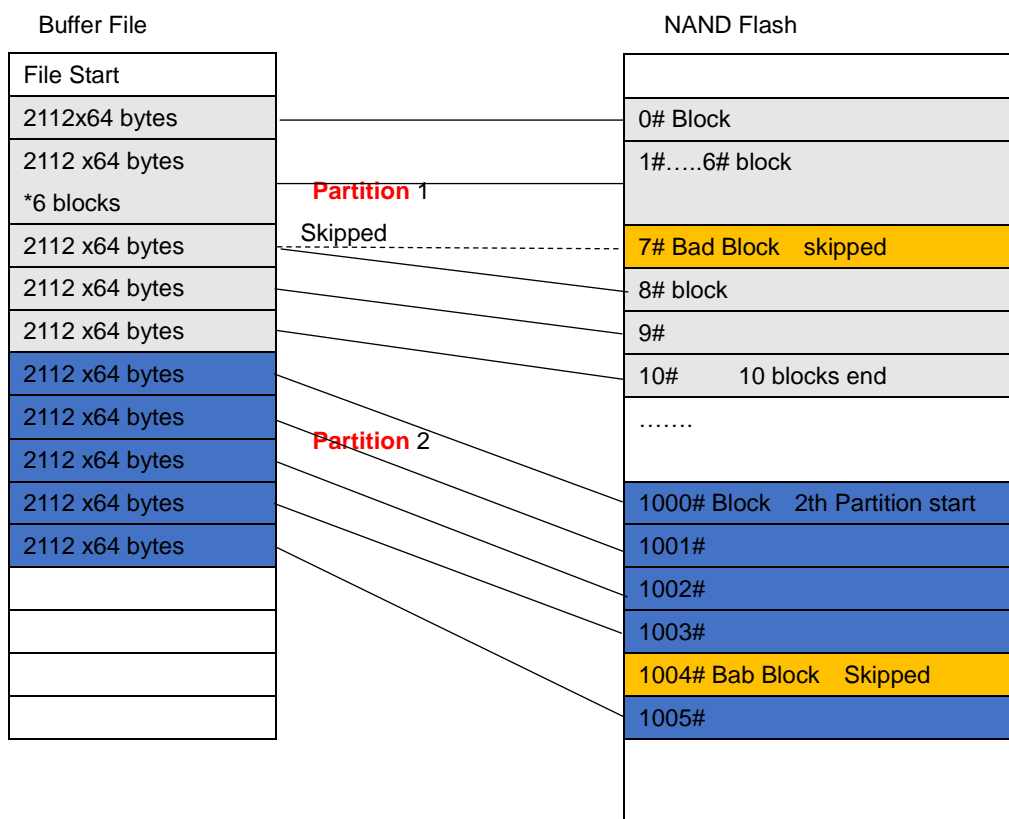 Buffer File
NAND Flash
File Start
2112x64 bytes
0# Block
2112 x64 bytes
*6 blocks
1#.....6# block
Partition 1
Skipped
2112 x64 bytes
7# Bad Block skipped
2112 x64 bytes
8# block
2112 x64 bytes
9#
2112 x64 bytes
10# 10 blocks end
2112 x64 bytes
…….
Partition 2
2112 x64 bytes
2112 x64 bytes
1000# Block 2th Partition start
2112 x64 bytes
1001#
1002#
1003#
1004# Bab Block Skipped
1005#